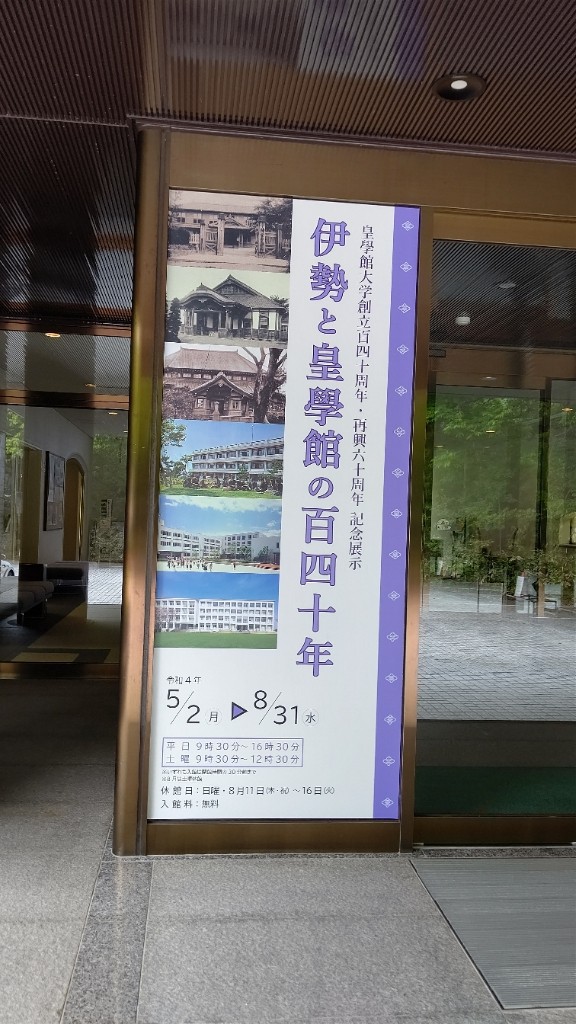 皇學館大学創立百四十周年・再興六十周年 記念展示
伊勢と皇學館の百四十年
令和4年
5/2月▶8/31水
平日 9時30分～16時30分
土曜 9時30分～12時30分
休館日：日曜・8月11日(木・祝)～16日(火)
入館料：無料